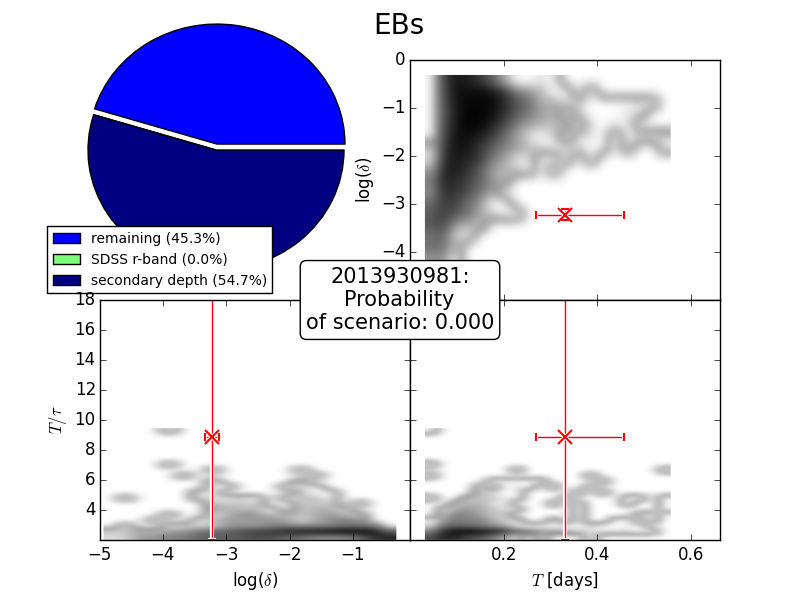 EBs
remaining (45.3%)
SDSS r-band (0.0%)
secondary depth (54.7%)
0
−1
−2
−3
−4
log(δ)
2013930981:
Probability
of scenario: 0.000
18
16
14
12
10
8
6
4
T/τ
−5 −4 −3 −2 −1
log(δ)
0.2 0.4 0.6
T [days]